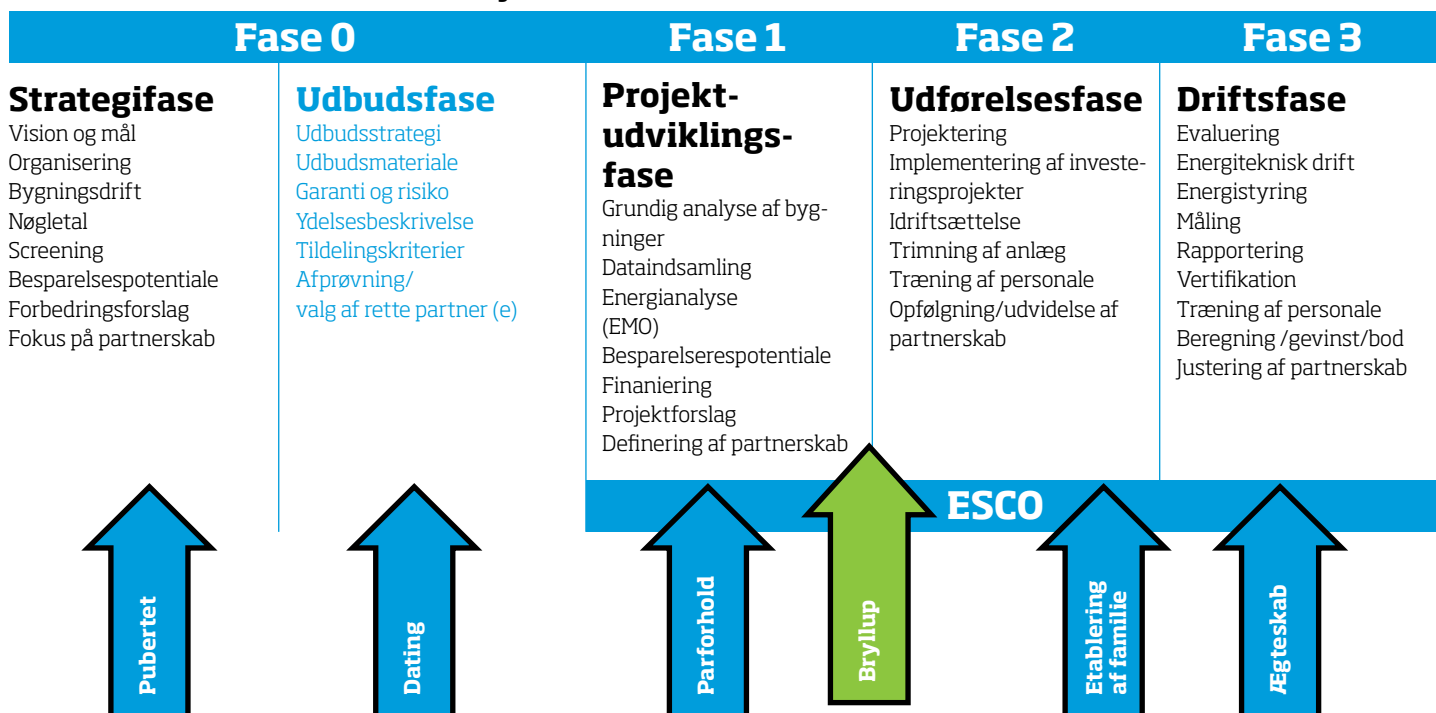 Fase 0
Fase 1
Fase 2
Fase 3
Strategifase
Vision og mål
Organisering
Bygningsdrift
Nøgletal
Screening
Besparelsespotentiale
Forbedringsforslag
Fokus på partnerskab
Udbudsfase
Udbudsstrategi
Udbudsmateriale
Garanti og risiko
Ydelsesbeskrivelse
Tildelingskriterier
Afprøvning/
valg af rette partner (e)
Projekt-
udviklings-
fase
Grundig analyse af byg-
ninger
Dataindsamling
Energianalyse
(EMO)
Besparelserespotentiale
Finaniering
Projektforslag
Definering af partnerskab
Udførelsesfase
Projektering
Implementering af investe-
ringsprojekter
Idriftsættelse
Trimning af anlæg
Træning af personale
Opfølgning/udvidelse af
partnerskab
Driftsfase
Evaluering
Energiteknisk drift
Energistyring
Måling
Rapportering
Vertifikation
Træning af personale
Beregning /gevinst/bod
Justering af partnerskab
ESCO
Pubertet
Dating
Parforhold
Bryllup
Etablering
af familie
Ægteskab